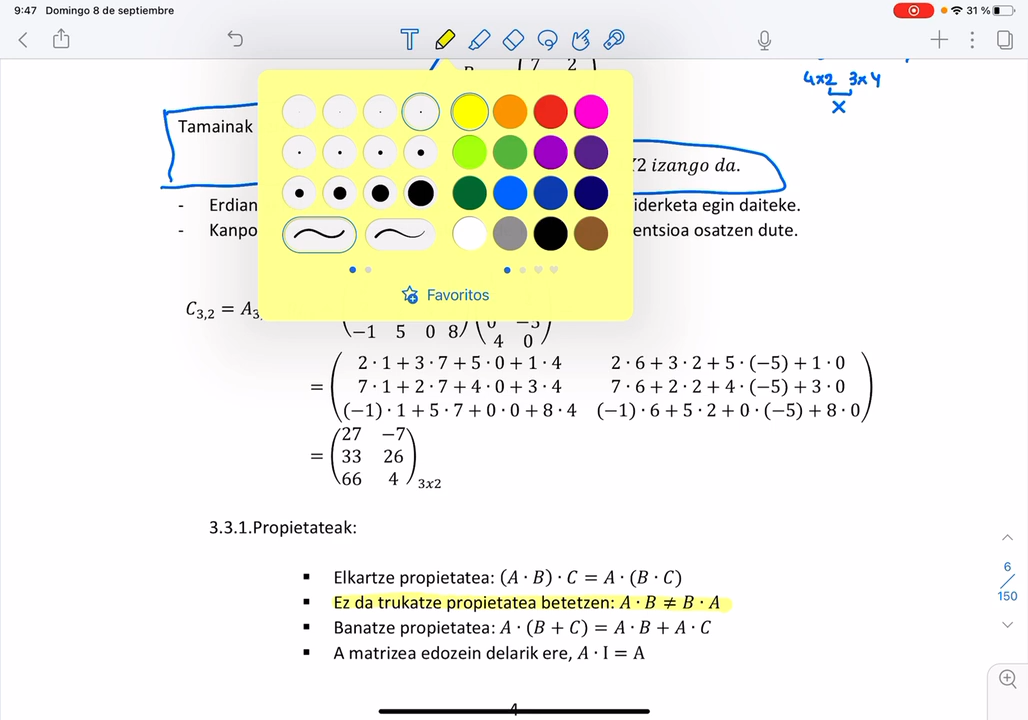 9:47 Domingo 8 de septiembre 31 %
B 7 2
4x2 3x4
x
Tamainak
2 izango da.
- Erdian iderketa egin daiteke.
- Kanpo entsioa osatzen dute.
C3,2 = A3,
−1 5 0 8) ( 0 −5
4 0
= ( 2 · 1 + 3 · 7 + 5 · 0 + 1 · 4 2 · 6 + 3 · 2 + 5 · (−5) + 1 · 0
7 · 1 + 2 · 7 + 4 · 0 + 3 · 4 7 · 6 + 2 · 2 + 4 · (−5) + 3 · 0
(−1) · 1 + 5 · 7 + 0 · 0 + 8 · 4 (−1) · 6 + 5 · 2 + 0 · (−5) + 8 · 0 )
= ( 27 −7
33 26
66 4 ) 3x2
3.3.1.Propietateak:
▪ Elkartze propietatea: (A · B) · C = A · (B · C)
▪ Ez da trukatze propietatea betetzen: A · B ≠ B · A
▪ Banatze propietatea: A · (B + C) = A · B + A · C
▪ A matrizea edozein delarik ere, A · I = A
4
Favoritos
6
150